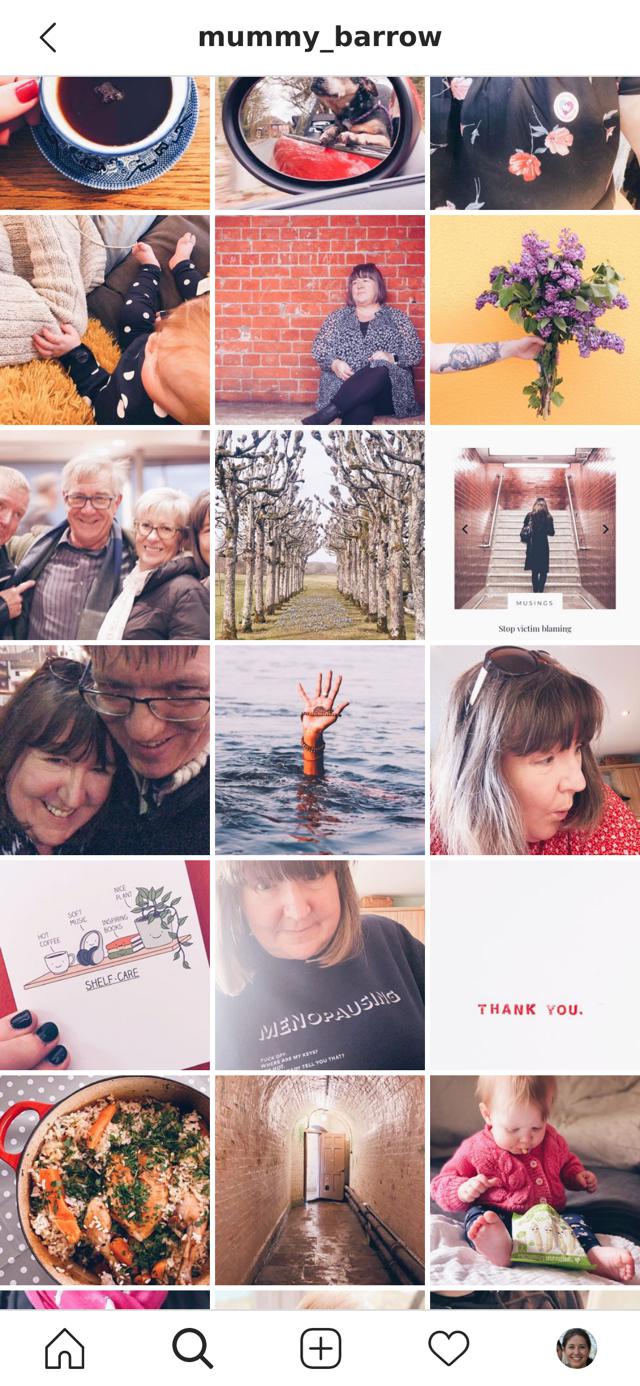 mummy_barrow
MUSINGS
Stop victim blaming
NICE
PLANT
SOFT
MUSIC
INSPIRING
BOOKS
HOT
COFFEE
SHELF-CARE
MENOPAUSING
FUCK OFF.
WHERE ARE MY KEYS?
TELL YOU THAT?
THANK YOU.